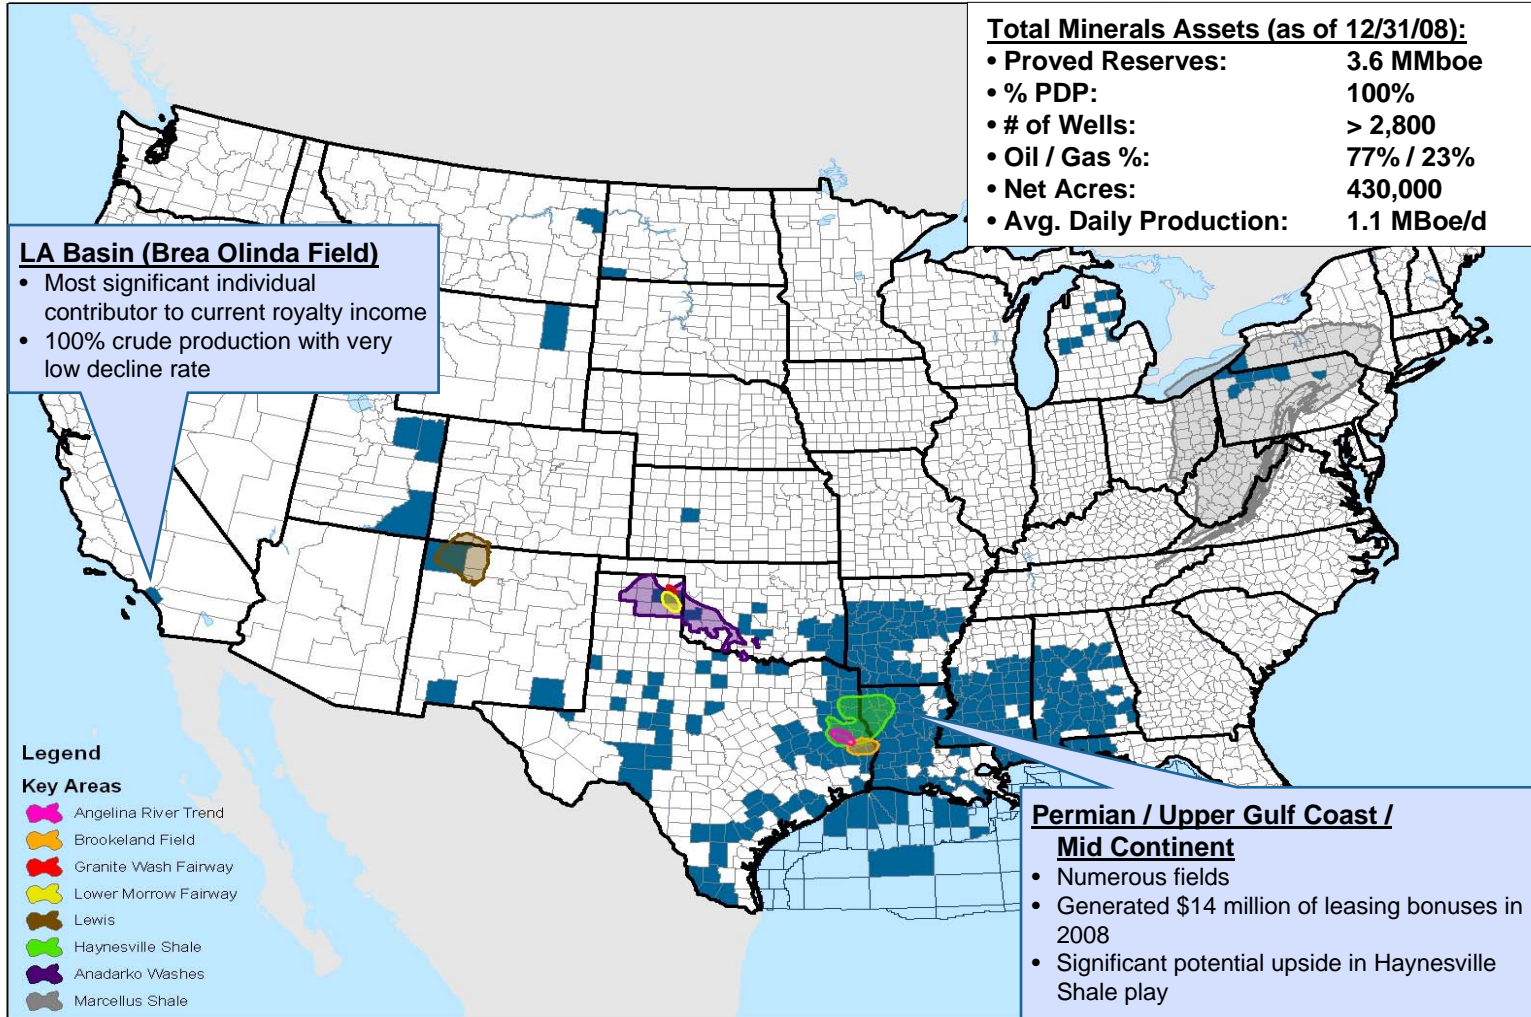 Total Minerals Assets (as of 12/31/08):
• Proved Reserves: 3.6 MMboe
• % PDP: 100%
• # of Wells: > 2,800
• Oil / Gas %: 77% / 23%
• Net Acres: 430,000
• Avg. Daily Production: 1.1 MBoe/d
LA Basin (Brea Olinda Field)
• Most significant individual
contributor to current royalty income
• 100% crude production with very
low decline rate
Legend
Key Areas
Angelina River Trend
Brookeland Field
Granite Wash Fairway
Lower Morrow Fairway
Lewis
Haynesville Shale
Anadarko Washes
Marcellus Shale
Permian / Upper Gulf Coast /
Mid Continent
• Numerous fields
• Generated $14 million of leasing bonuses in
2008
• Significant potential upside in Haynesville
Shale play